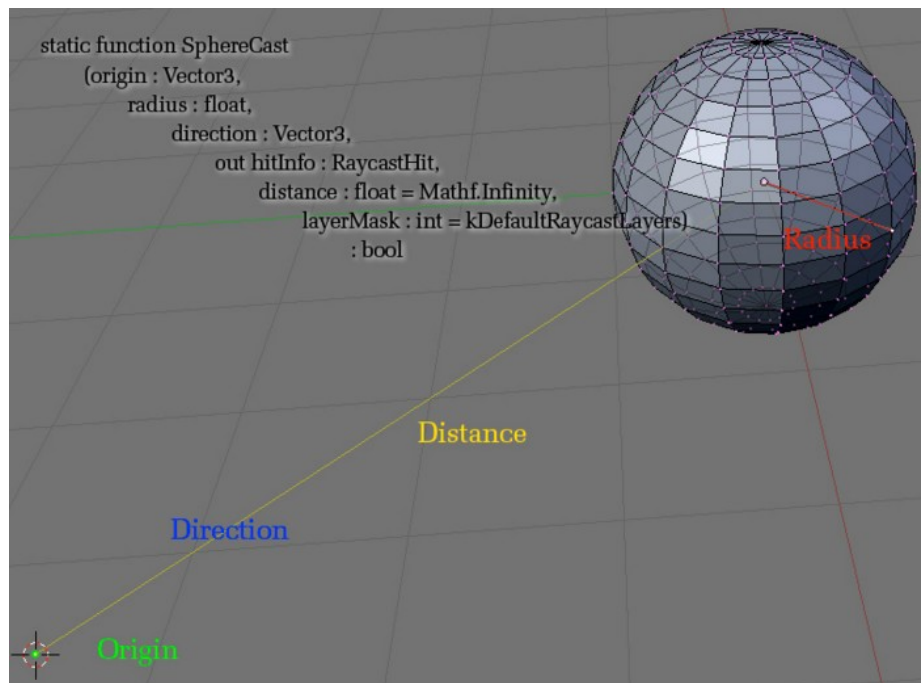 static function SphereCast
(origin : Vector3,
radius : float,
direction : Vector3,
out hitInfo : RaycastHit,
distance : float = Mathf.Infinity,
layerMask : int = kDefaultRaycastLayers)
: bool
Radius
Distance
Direction
Origin